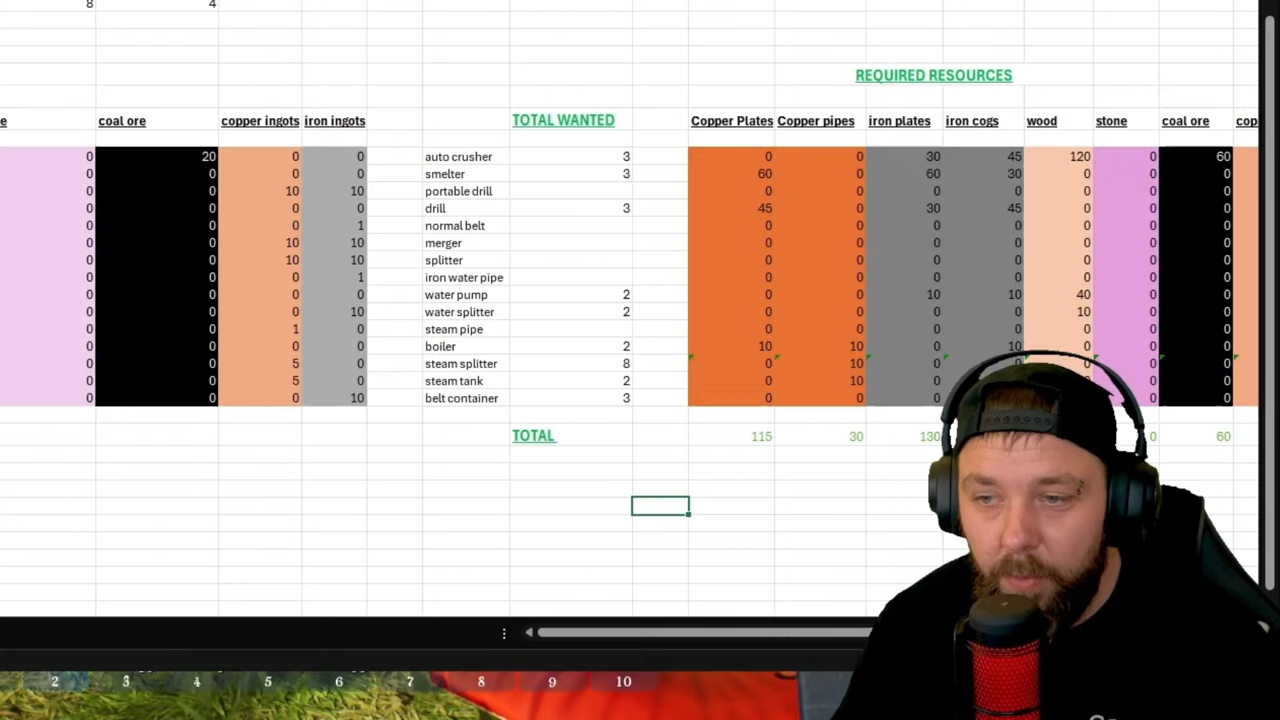 8 4
REQUIRED RESOURCES
e coal ore copper ingots iron ingots TOTAL WANTED Copper Plates Copper pipes iron plates iron cogs wood stone coal ore cop
0 20 0 0 auto crusher 3 0 0 30 45 120 0 60
0 0 0 0 smelter 3 60 0 60 30 0 0 0
0 0 10 10 portable drill 0 0 0 0 0 0 0
0 0 0 0 drill 3 45 0 30 45 0 0 0
0 0 0 1 normal belt 0 0 0 0 0 0 0
0 0 10 10 merger 0 0 0 0 0 0 0
0 0 10 10 splitter 0 0 0 0 0 0 0
0 0 0 1 iron water pipe 0 0 0 0 0 0 0
0 0 0 0 water pump 2 0 0 10 10 40 0 0
0 0 0 10 water splitter 2 0 0 0 0 10 0 0
0 0 1 0 steam pipe 0 0 0 0 0 0 0
0 0 0 0 boiler 2 10 10 0 10 0 0 0
0 0 5 0 steam splitter 8 0 10 0 0 0 0 0
0 0 5 0 steam tank 2 0 10 0 0 0 0
0 0 0 10 belt container 3 0 0 0 0 0
TOTAL 115 30 130 0 60
2 3 4 5 6 7 8 9 10